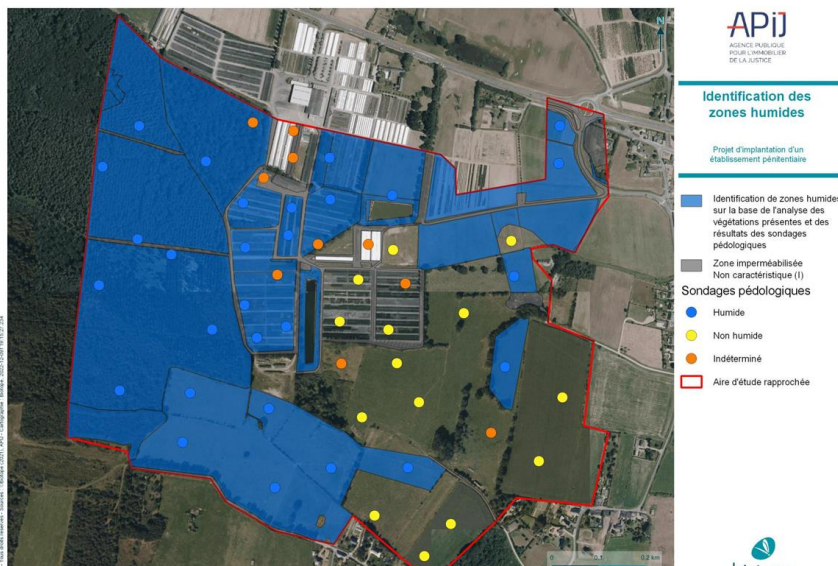 N
APIJ
AGENCE PUBLIQUE
POUR L'IMMOBILIER
DE LA JUSTICE
Identification des
zones humides
Projet d'implantation d'un
établissement pénitentiaire
Identification de zones humides
sur la base de l'analyse des
végétations présentes et des
résultats des sondages
pédologiques
Zone imperméabilisée
Non caractéristique (I)
Sondages pédologiques
Humide
Non humide
Indéterminé
Aire d'étude rapprochée
0 0.1 0.2 km